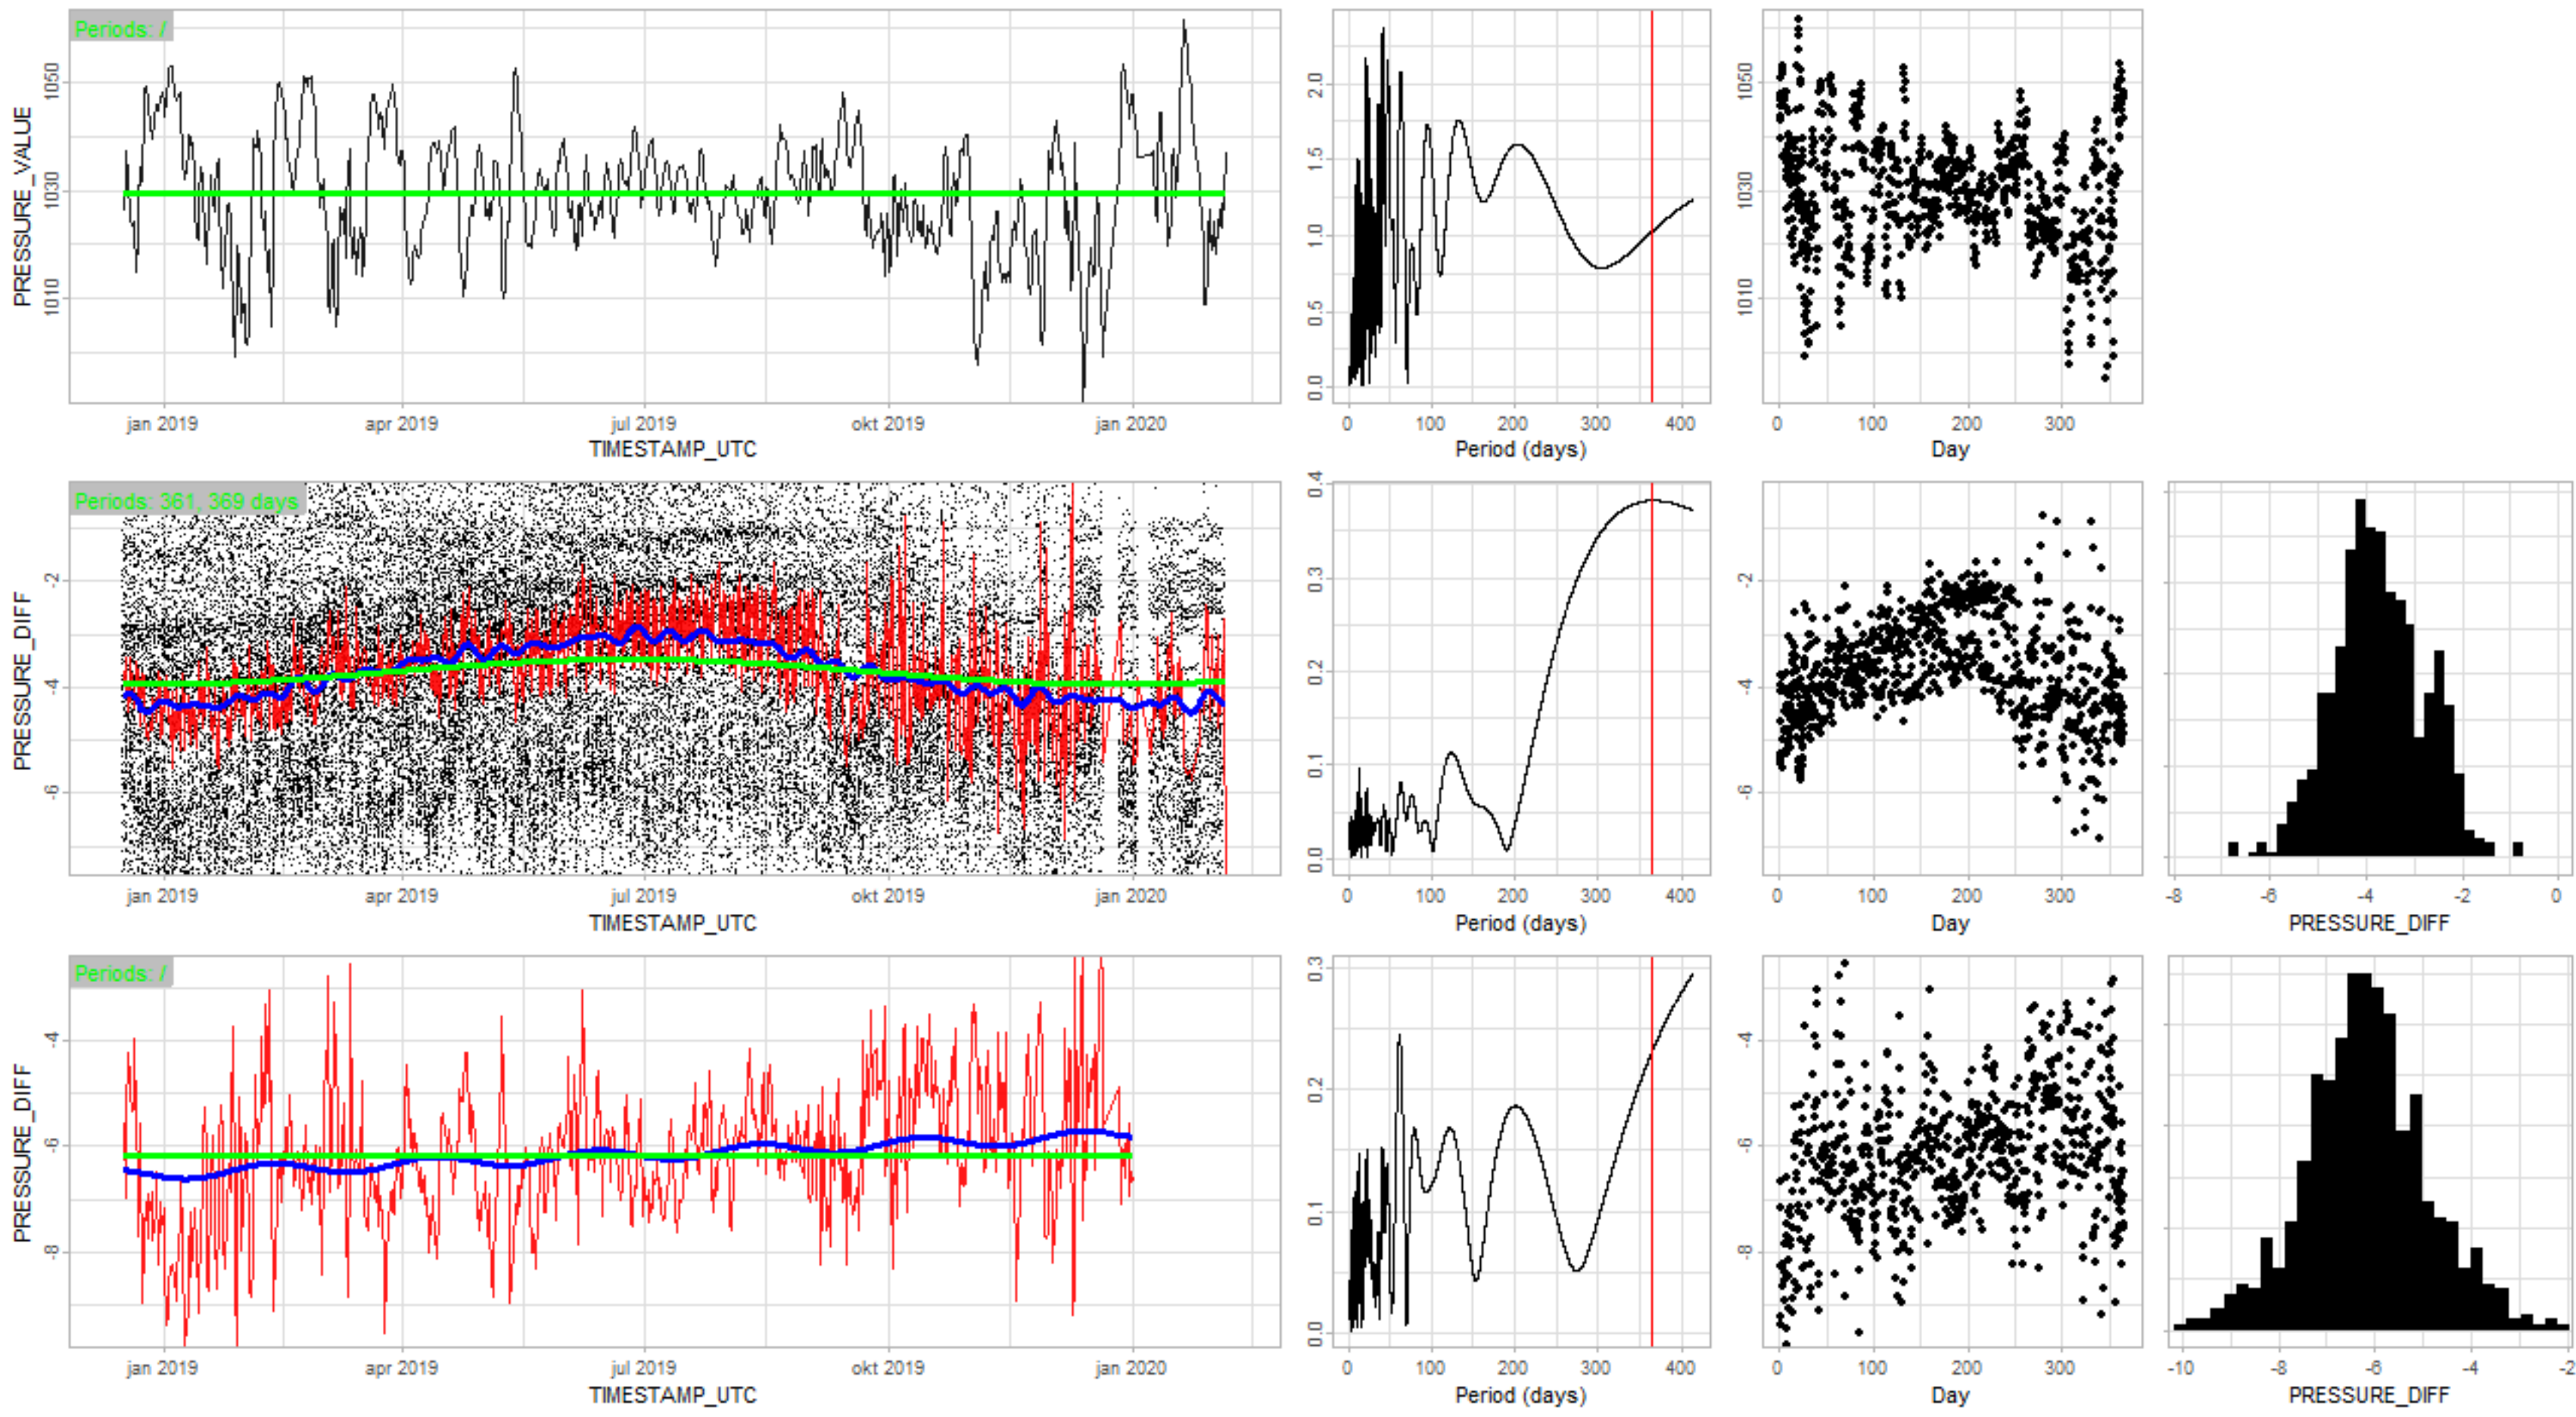 Periods: /
PRESSURE_VALUE
1050
1030
1010
jan 2019
apr 2019
jul 2019
okt 2019
jan 2020
TIMESTAMP_UTC
2.0
1.5
1.0
0.5
0.0
0
100
200
300
400
Period (days)
1050
1030
1010
0
100
200
300
Day
Periods: 361, 369 days
PRESSURE_DIFF
-2
-4
-6
jan 2019
apr 2019
jul 2019
okt 2019
jan 2020
TIMESTAMP_UTC
0.4
0.3
0.2
0.1
0.0
0
100
200
300
400
Period (days)
-2
-4
-6
0
100
200
300
Day
-8
-6
-4
-2
0
PRESSURE_DIFF
Periods: /
PRESSURE_DIFF
-4
-6
-8
jan 2019
apr 2019
jul 2019
okt 2019
jan 2020
TIMESTAMP_UTC
0.3
0.2
0.1
0.0
0
100
200
300
400
Period (days)
-4
-6
-8
0
100
200
300
Day
-10
-8
-6
-4
-2
PRESSURE_DIFF